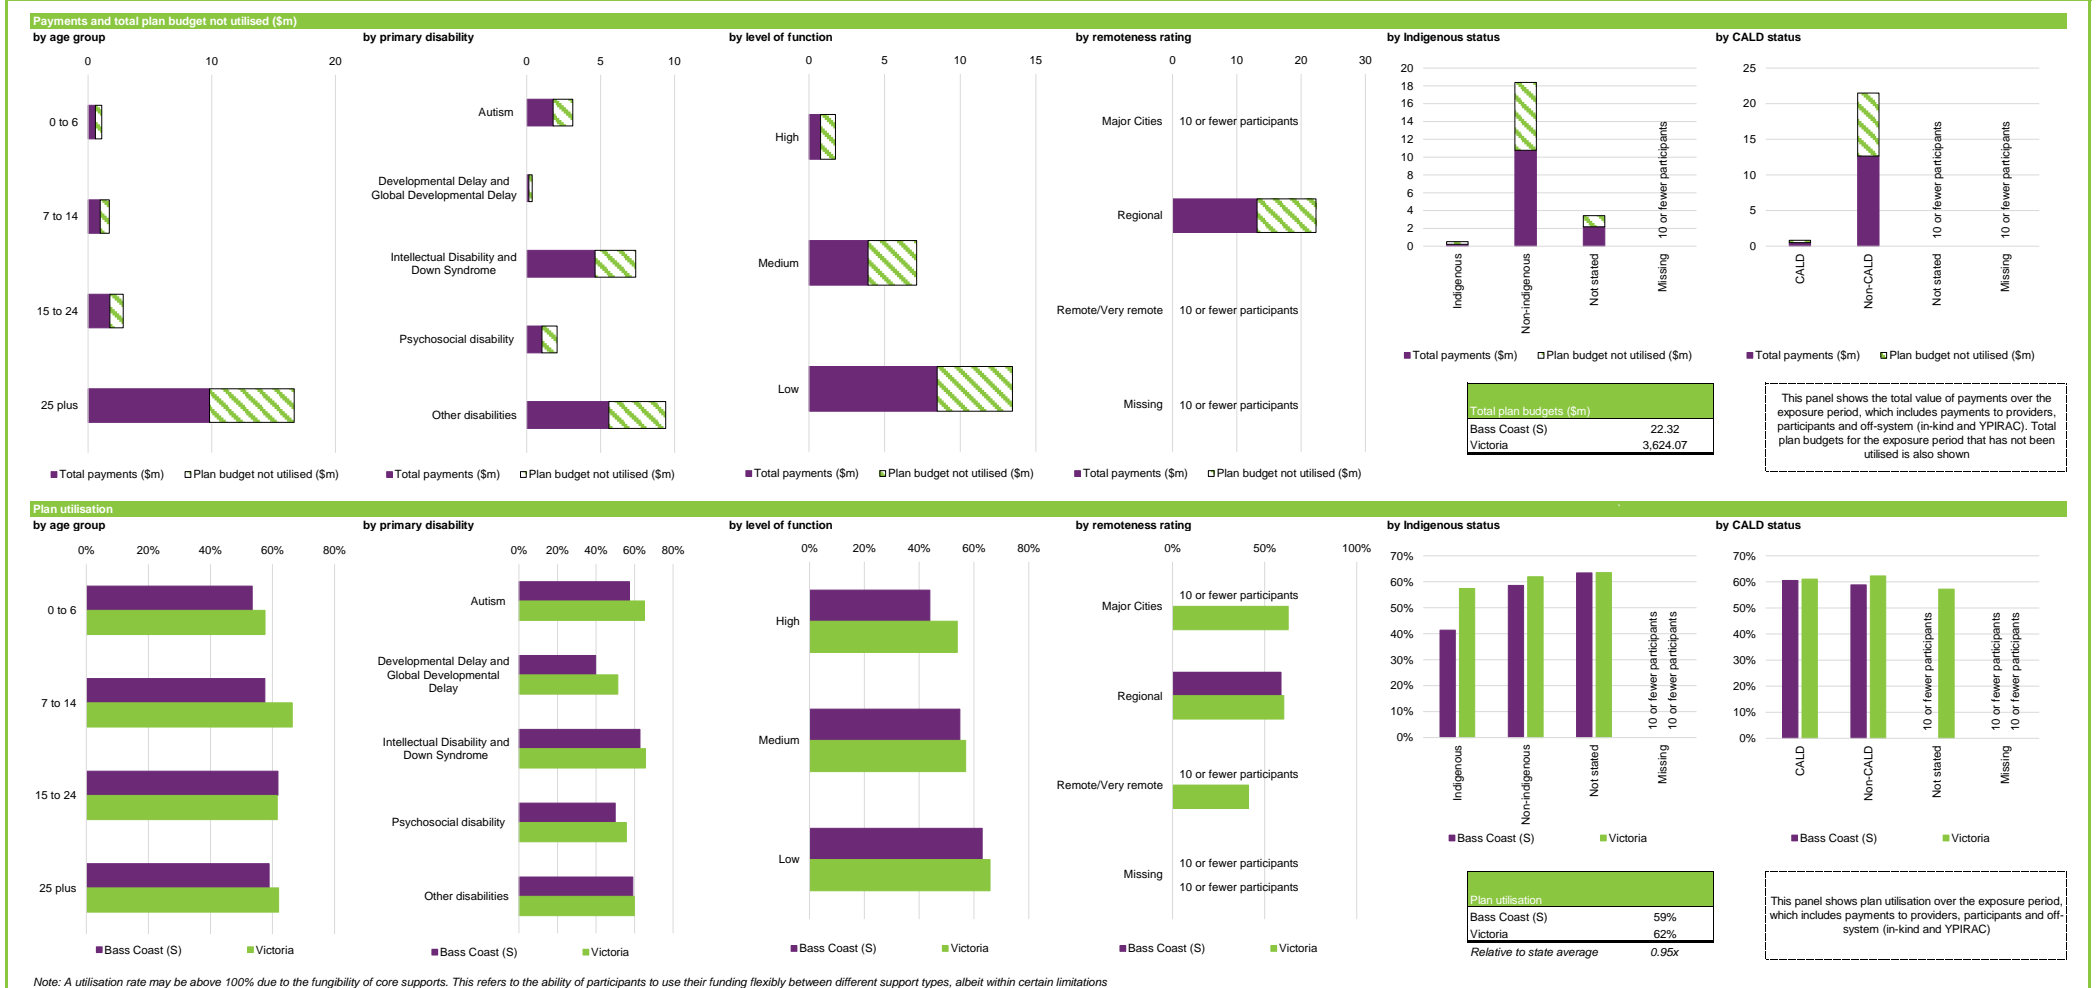 Payments and total plan budget not utilised ($m)
by age group
0
10
20
0 to 6
7 to 14
15 to 24
25 plus
Total payments ($m)
Plan budget not utilised ($m)
by primary disability
0
5
10
Autism
Developmental Delay and
Global Developmental Delay
Intellectual Disability and
Down Syndrome
Psychosocial disability
Other disabilities
Total payments ($m)
Plan budget not utilised ($m)
by level of function
0
5
10
15
High
Medium
Low
Total payments ($m)
Plan budget not utilised ($m)
by remoteness rating
0
10
20
30
Major Cities
10 or fewer participants
Regional
Remote/Very remote
10 or fewer participants
Missing
10 or fewer participants
Total payments ($m)
Plan budget not utilised ($m)
by Indigenous status
20
18
16
14
12
10
8
6
4
2
0
10 or fewer participants
Indigenous
Non-indigenous
Not stated
Missing
Total payments ($m)
Plan budget not utilised ($m)
Total plan budgets ($m)
Bass Coast (S) 22.32
Victoria 3,624.07
by CALD status
25
20
15
10
5
0
10 or fewer participants
10 or fewer participants
CALD
Non-CALD
Not stated
Missing
Total payments ($m)
Plan budget not utilised ($m)
This panel shows the total value of payments over the
exposure period, which includes payments to providers,
participants and off-system (in-kind and YPIRAC). Total
plan budgets for the exposure period that has not been
utilised is also shown
Plan utilisation
by age group
0%
20%
40%
60%
80%
0 to 6
7 to 14
15 to 24
25 plus
Bass Coast (S)
Victoria
by primary disability
0%
20%
40%
60%
80%
Autism
Developmental Delay and
Global Developmental
Delay
Intellectual Disability and
Down Syndrome
Psychosocial disability
Other disabilities
Bass Coast (S)
Victoria
by level of function
0%
20%
40%
60%
80%
High
Medium
Low
Bass Coast (S)
Victoria
by remoteness rating
0%
50%
100%
Major Cities
10 or fewer participants
Regional
Remote/Very remote
10 or fewer participants
Missing
10 or fewer participants
10 or fewer participants
Bass Coast (S)
Victoria
by Indigenous status
70%
60%
50%
40%
30%
20%
10%
0%
10 or fewer participants
10 or fewer participants
Indigenous
Non-indigenous
Not stated
Missing
Bass Coast (S)
Victoria
Plan utilisation
Bass Coast (S) 59%
Victoria 62%
Relative to state average 0.95x
by CALD status
70%
60%
50%
40%
30%
20%
10%
0%
10 or fewer participants
10 or fewer participants
10 or fewer participants
CALD
Non-CALD
Not stated
Missing
Bass Coast (S)
Victoria
This panel shows plan utilisation over the exposure period,
which includes payments to providers, participants and off-
system (in-kind and YPIRAC)
Note: A utilisation rate may be above 100% due to the fungibility of core supports. This refers to the ability of participants to use their funding flexibly between different support types, albeit within certain limitations